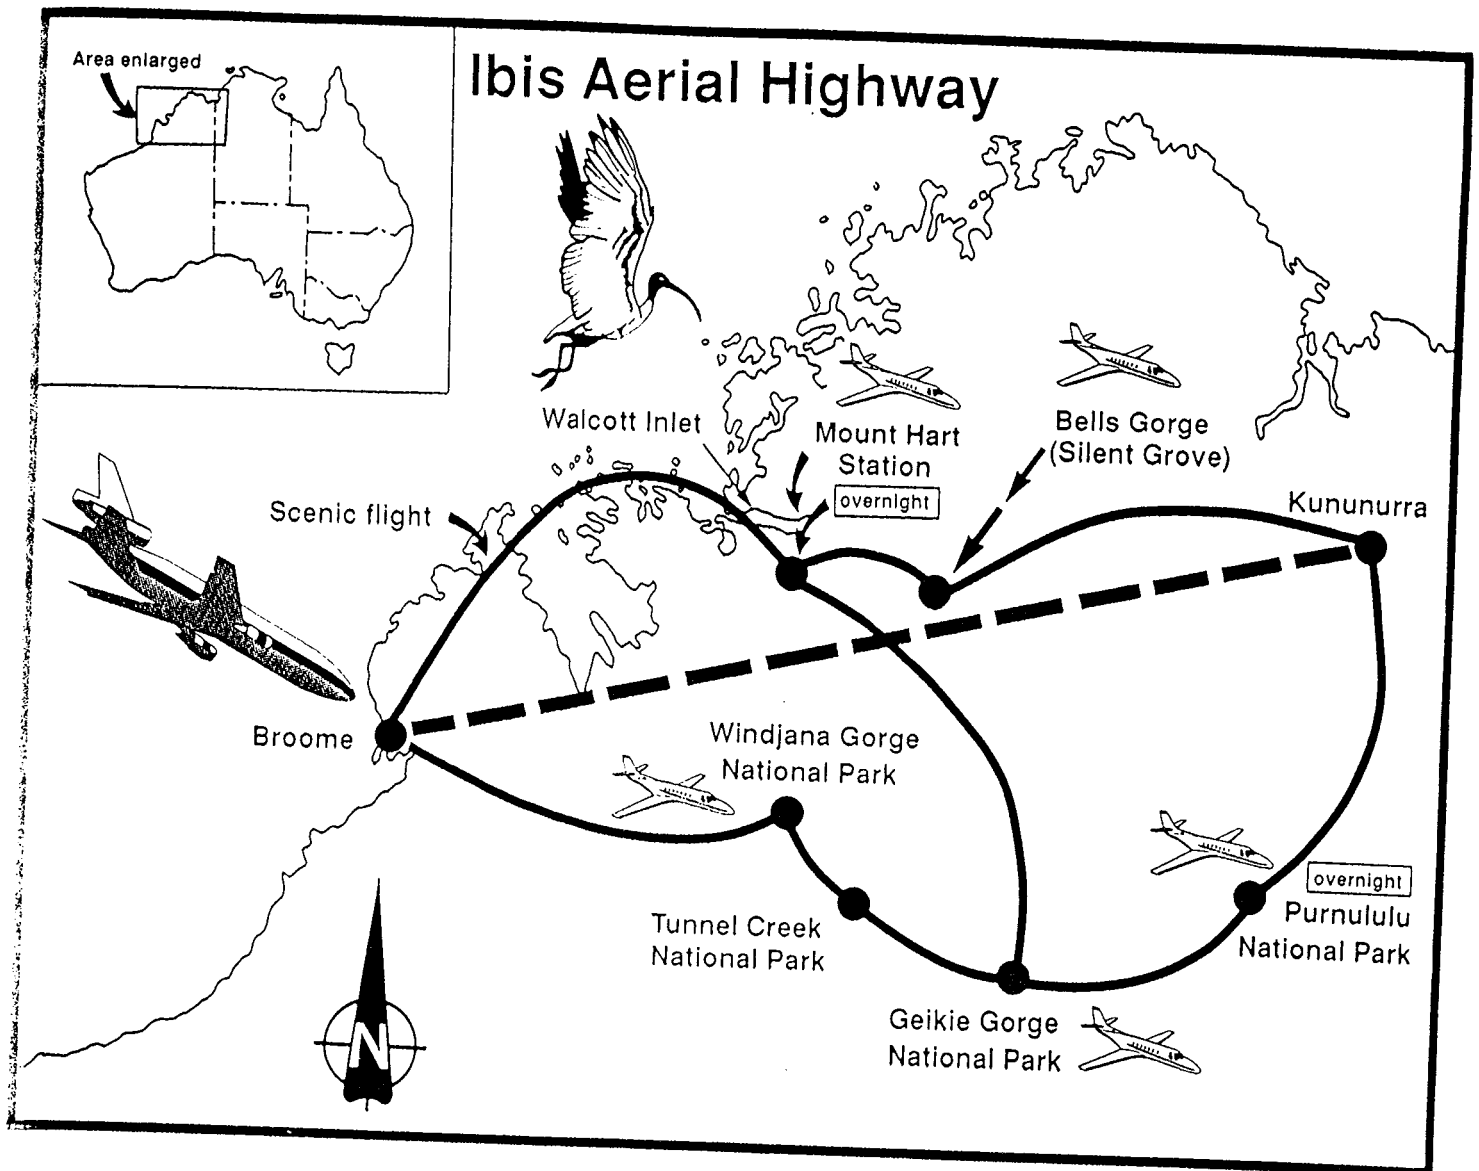 Area enlarged
Ibis Aerial Highway
Walcott Inlet
Mount Hart
Station
overnight
Bells Gorge
(Silent Grove)
Kununurra
Scenic flight
Broome
Windjana Gorge
National Park
overnight
Purnululu
National Park
Tunnel Creek
National Park
Geikie Gorge
National Park
N